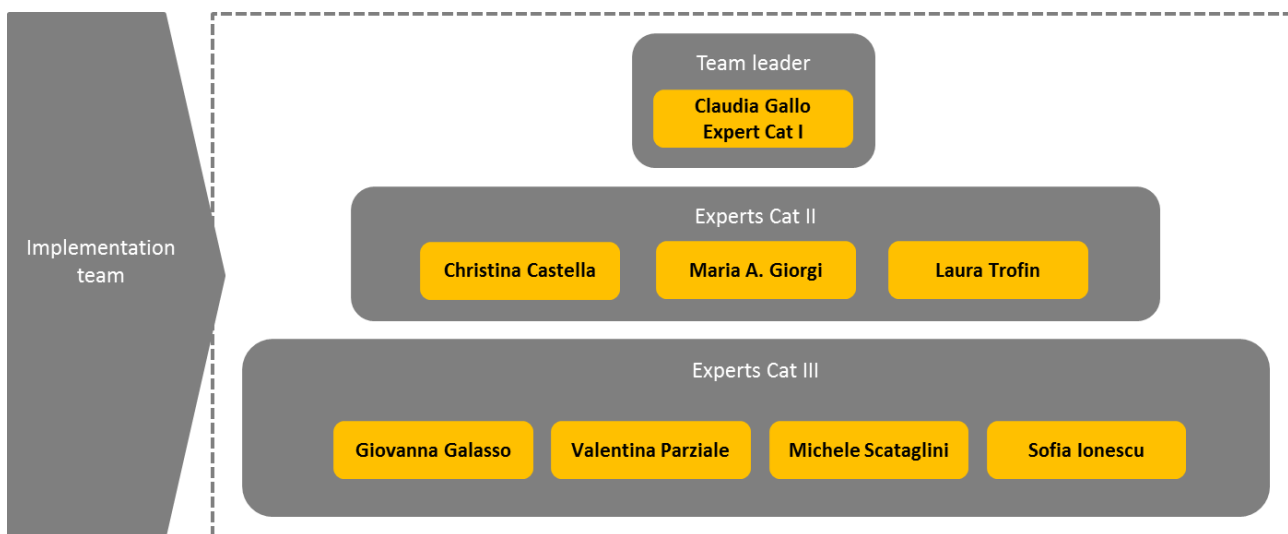 Implementation
team
Team leader
Claudia Gallo
Expert Cat I
Experts Cat II
Christina Castella
Maria A. Giorgi
Laura Trofin
Experts Cat III
Giovanna Galasso
Valentina Parziale
Michele Scataglini
Sofia Ionescu